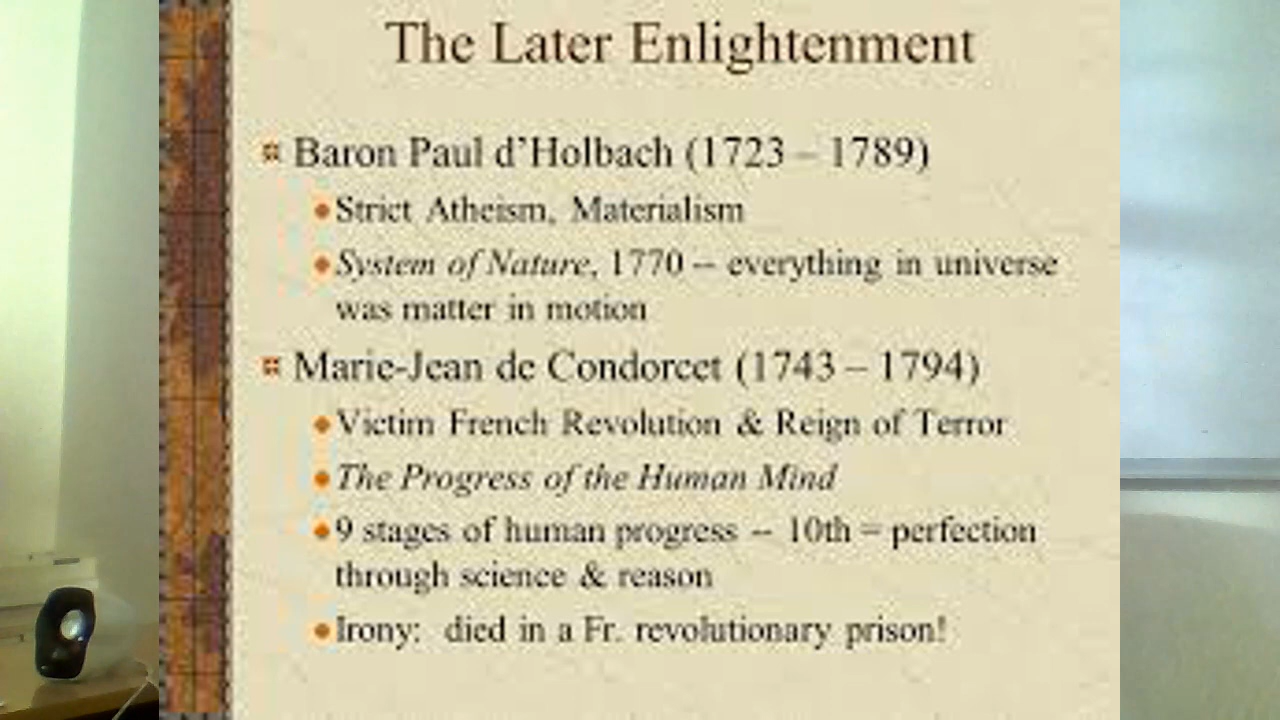 The Later Enlightenment
Baron Paul d'Holbach (1723 – 1789)
Strict Atheism, Materialism
System of Nature, 1770 -- everything in universe
was matter in motion
Marie-Jean de Condorcet (1743 – 1794)
Victim French Revolution & Reign of Terror
The Progress of the Human Mind
9 stages of human progress -- 10th = perfection
through science & reason
Irony: died in a Fr. revolutionary prison!